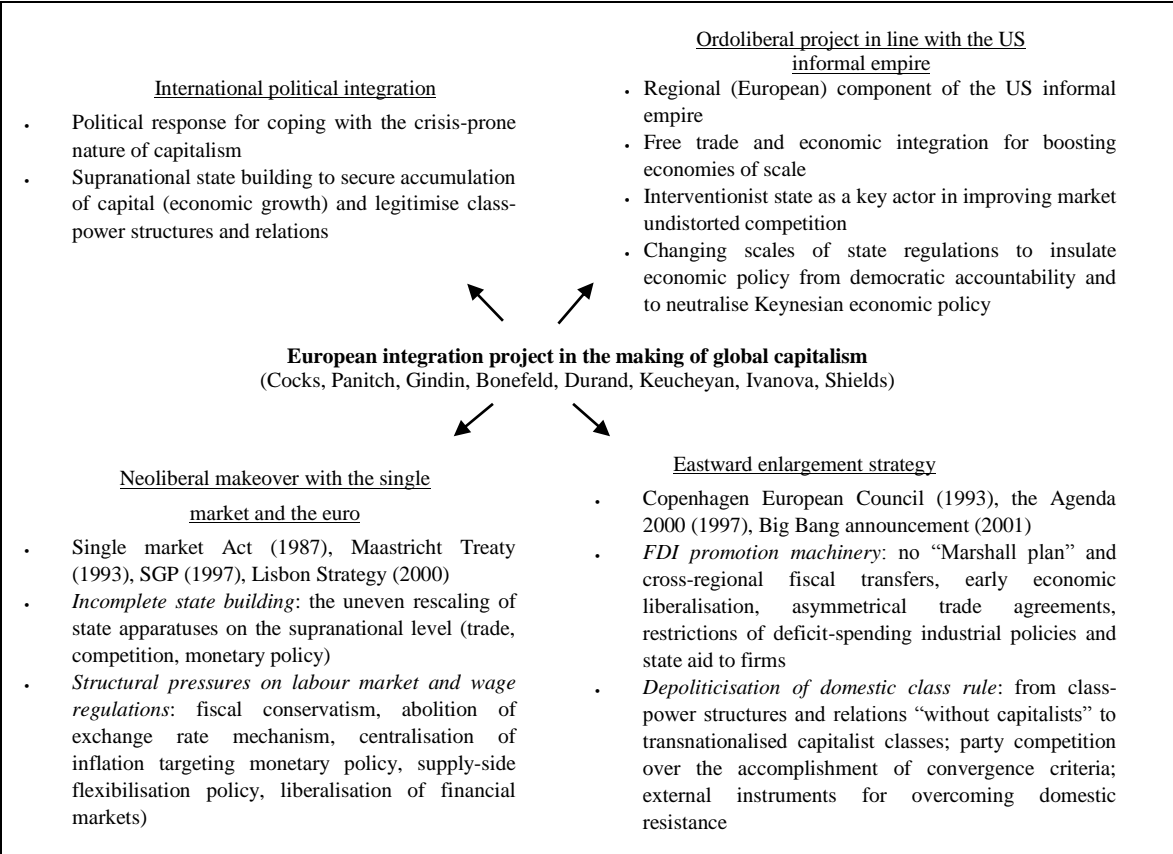 International political integration
• Political response for coping with the crisis-prone
nature of capitalism
• Supranational state building to secure accumulation
of capital (economic growth) and legitimise class-
power structures and relations
Ordoliberal project in line with the US
informal empire
• Regional (European) component of the US informal
empire
• Free trade and economic integration for boosting
economies of scale
• Interventionist state as a key actor in improving market
undistorted competition
• Changing scales of state regulations to insulate
economic policy from democratic accountability and
to neutralise Keynesian economic policy
European integration project in the making of global capitalism
(Cocks, Panitch, Gindin, Bonefeld, Durand, Keucheyan, Ivanova, Shields)
Neoliberal makeover with the single
market and the euro
• Single market Act (1987), Maastricht Treaty
(1993), SGP (1997), Lisbon Strategy (2000)
• Incomplete state building: the uneven rescaling of
state apparatuses on the supranational level (trade,
competition, monetary policy)
• Structural pressures on labour market and wage
regulations: fiscal conservatism, abolition of
exchange rate mechanism, centralisation of
inflation targeting monetary policy, supply-side
flexibilisation policy, liberalisation of financial
markets)
Eastward enlargement strategy
• Copenhagen European Council (1993), the Agenda
2000 (1997), Big Bang announcement (2001)
• FDI promotion machinery: no “Marshall plan” and
cross-regional fiscal transfers, early economic
liberalisation, asymmetrical trade agreements,
restrictions of deficit-spending industrial policies and
state aid to firms
• Depoliticisation of domestic class rule: from class-
power structures and relations “without capitalists” to
transnationalised capitalist classes; party competition
over the accomplishment of convergence criteria;
external instruments for overcoming domestic
resistance